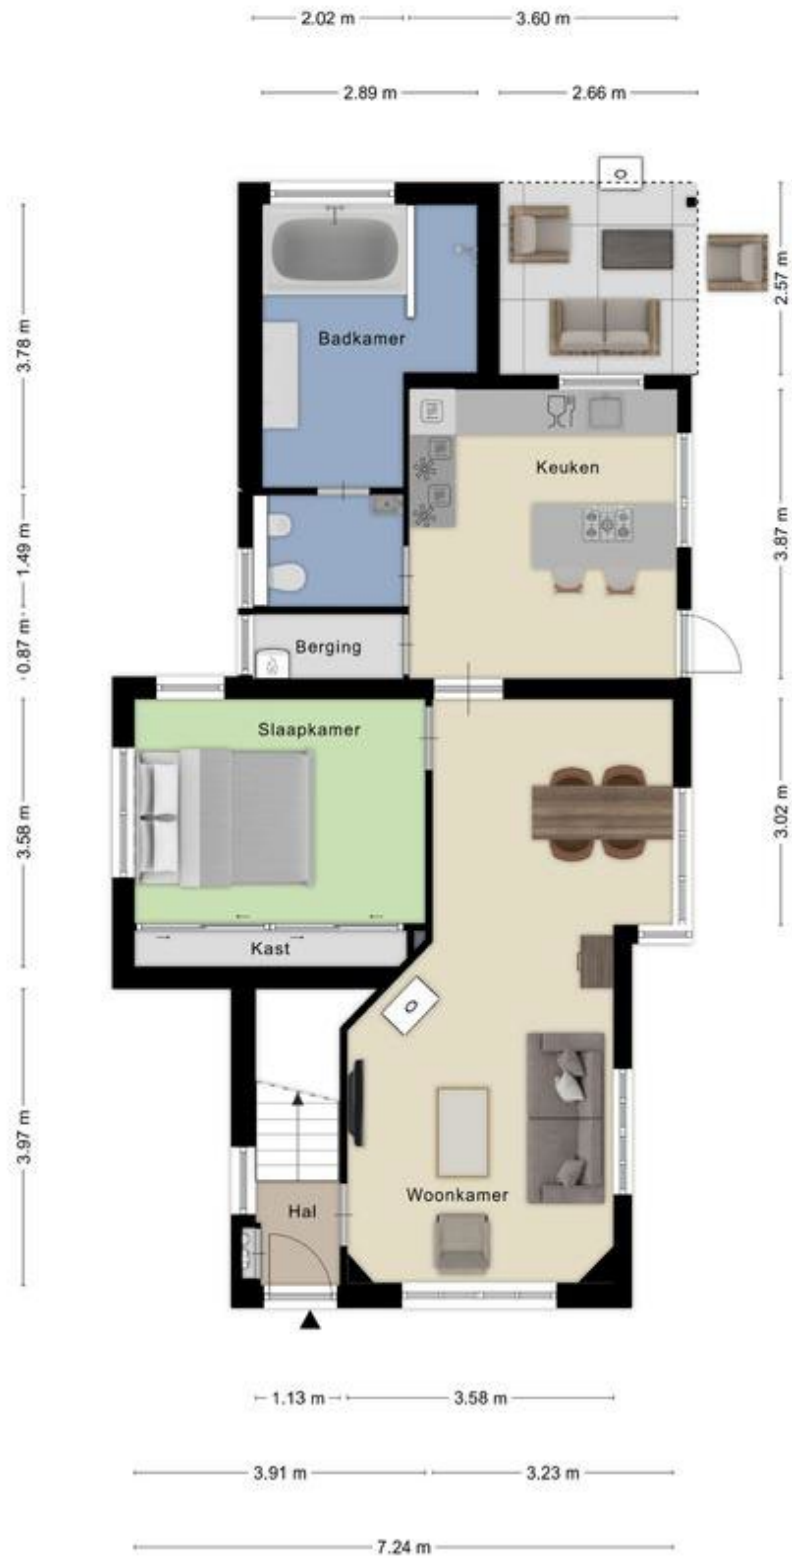 2.02 m
3.60 m
2.89 m
2.66 m
2.57 m
3.78 m
Badkamer
Keuken
3.87 m
1.49 m
0.87 m
Berging
Slaapkamer
3.02 m
3.58 m
Kast
3.97 m
Woonkamer
Hal
1.13 m
3.58 m
3.91 m
3.23 m
7.24 m